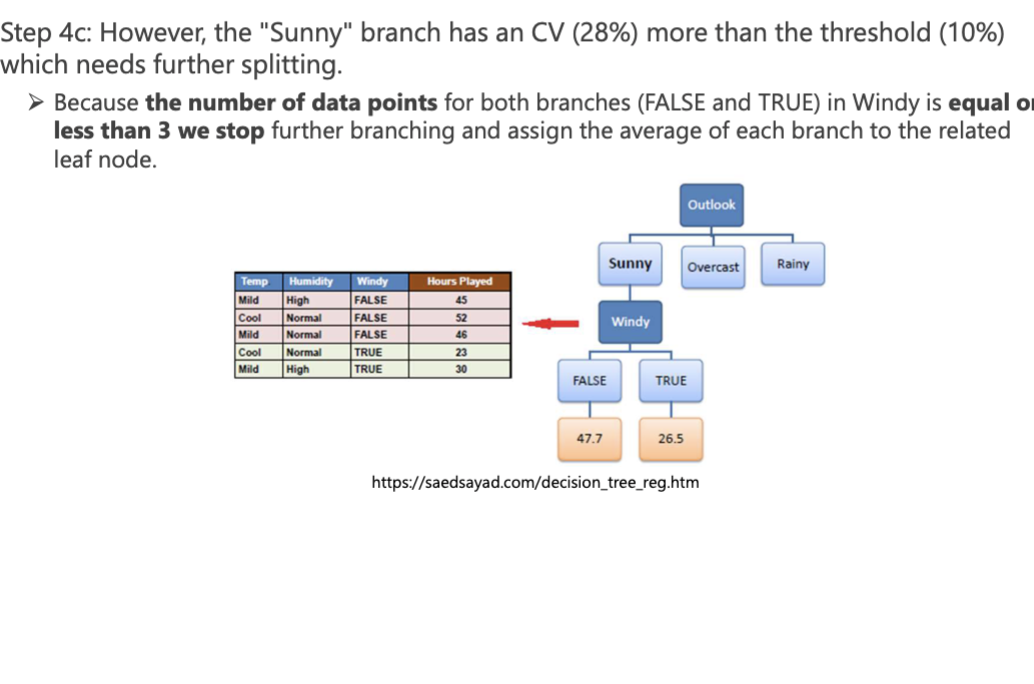 Step 4c: However, the "Sunny" branch has an CV (28%) more than the threshold (10%)
which needs further splitting.
➢ Because the number of data points for both branches (FALSE and TRUE) in Windy is equal or
less than 3 we stop further branching and assign the average of each branch to the related
leaf node.
Outlook
Sunny Overcast Rainy
Temp Humidity Windy Hours Played
Mild High FALSE 45
Cool Normal FALSE 52
Mild Normal FALSE 46
Cool Normal TRUE 23
Mild High TRUE 30
Windy
FALSE TRUE
47.7 26.5
https://saedsayad.com/decision_tree_reg.htm